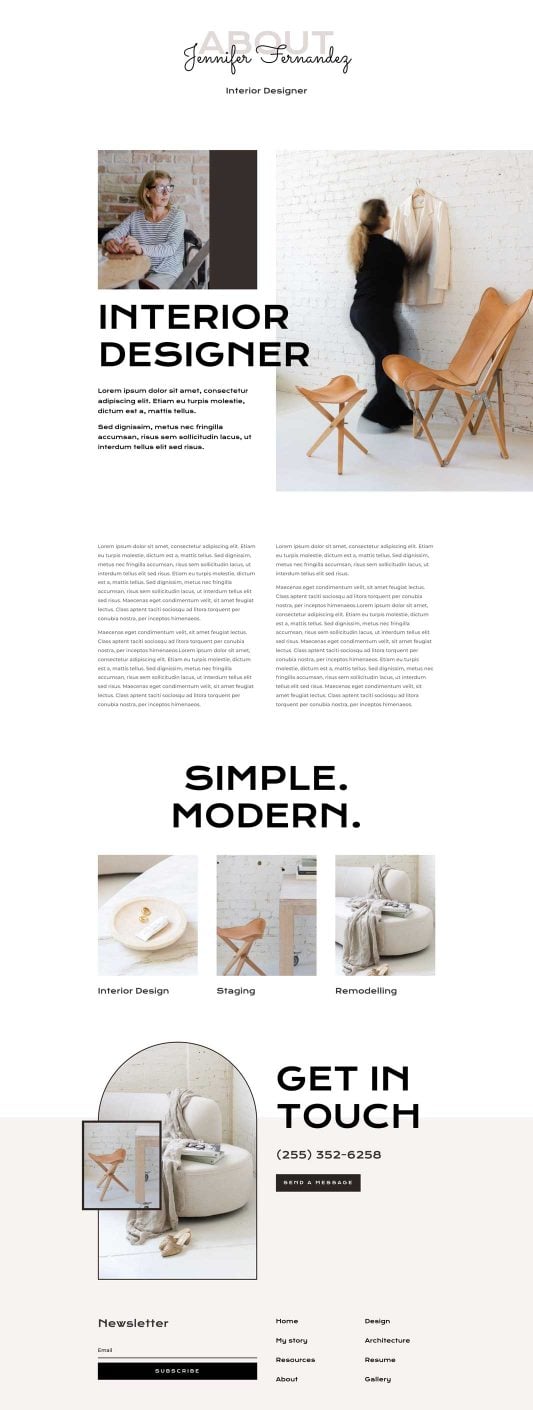 ABOUT
Jennifer Fernandez
Interior Designer
INTERIOR
DESIGNER
Lorem ipsum dolor sit amet, consectetur
adipiscing elit. Etiam eu turpis molestie,
dictum est a, mattis tellus.
Sed dignissim, metus nec fringilla
accumsan, risus sem sollicitudin lacus, ut
interdum tellus elit sed risus.
Lorem ipsum dolor sit amet, consectetur adipiscing elit. Etiam
eu turpis molestie, dictum est a, mattis tellus. Sed dignissim,
metus nec fringilla accumsan, risus sem sollicitudin lacus, ut
interdum tellus elit sed risus. Etiam eu turpis molestie, dictum
est a, mattis tellus. Sed dignissim, metus nec fringilla
accumsan, risus sem sollicitudin lacus, ut interdum tellus elit
sed risus. Maecenas eget condimentum velit, sit amet feugiat
lectus. Class aptent taciti sociosqu ad litora torquent per
conubia nostra, per inceptos himenaeos.
Maecenas eget condimentum velit, sit amet feugiat lectus.
Class aptent taciti sociosqu ad litora torquent per conubia
nostra, per inceptos himenaeos Lorem ipsum dolor sit amet,
consectetur adipiscing elit. Etiam eu turpis molestie, dictum
est a, mattis tellus. Sed dignissim, metus nec fringilla
accumsan, risus sem sollicitudin lacus, ut interdum tellus elit
sed risus. Maecenas eget condimentum velit, sit amet feugiat
lectus. Class aptent taciti sociosqu ad litora torquent per
conubia nostra, per inceptos himenaeos.
Lorem ipsum dolor sit amet, consectetur adipiscing elit. Etiam
eu turpis molestie, dictum est a, mattis tellus. Sed dignissim,
metus nec fringilla accumsan, risus sem sollicitudin lacus, ut
interdum tellus elit sed risus.
Maecenas eget condimentum velit, sit amet feugiat lectus.
Class aptent taciti sociosqu ad litora torquent per conubia
nostra, per inceptos himenaeos.Lorem ipsum dolor sit amet,
consectetur adipiscing elit. Etiam eu turpis molestie, dictum
est a, mattis tellus. Sed dignissim, metus nec fringilla
accumsan, risus sem sollicitudin lacus, ut interdum tellus elit
sed risus. Maecenas eget condimentum velit, sit amet feugiat
lectus. Class aptent taciti sociosqu ad litora torquent per
conubia nostra, per inceptos himenaeos. Etiam eu turpis
molestie, dictum est a, mattis tellus. Sed dignissim, metus nec
fringilla accumsan, risus sem sollicitudin lacus, ut interdum
tellus elit sed risus. Maecenas eget condimentum velit, sit
amet feugiat lectus. Class aptent taciti sociosqu ad litora
torquent per conubia nostra, per inceptos himenaeos.
SIMPLE.
MODERN.
Interior Design
Staging
Remodelling
GET IN
TOUCH
(255) 352-6258
SEND A MESSAGE
Newsletter
Email
SUBSCRIBE
Home
My story
Resources
About
Design
Architecture
Resume
Gallery